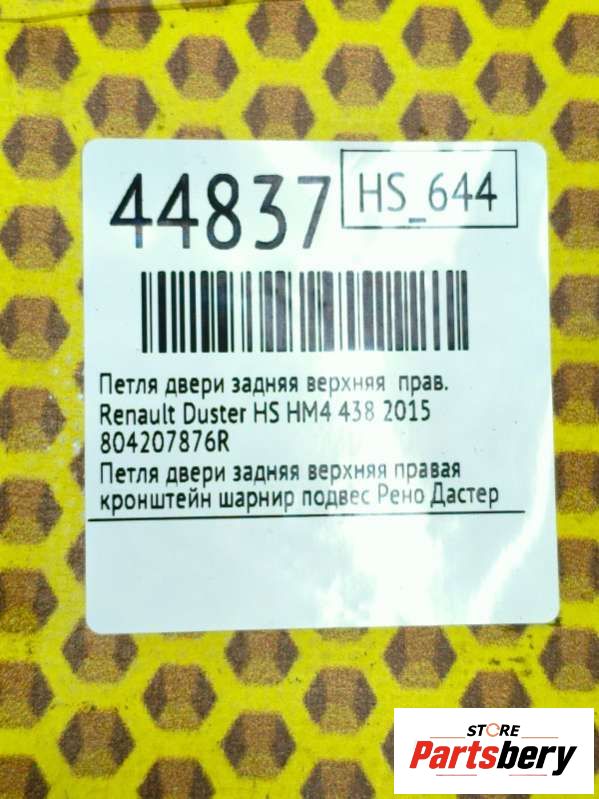 44837 HS_644
Петля двери задняя верхняя прав.
Renault Duster HS HM4 438 2015
804207876R
Петля двери задняя верхняя правая
кронштейн шарнир подвес Рено Дастер
STORE
Partsbery